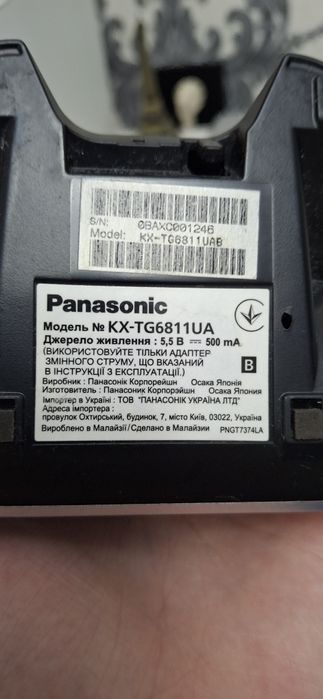 S/N: 0BAXC001246
Model: KX-TG6811UAB
Panasonic
Модель № KX-TG6811UA
Джерело живлення : 5,5 В ⎓ 500 mA
(ВИКОРИСТОВУЙТЕ ТІЛЬКИ АДАПТЕР
ЗМІННОГО СТРУМУ, ЩО ВКАЗАНИЙ
В ІНСТРУКЦІЇ З ЕКСПЛУАТАЦІЇ.)
B
Виробник : Панасонік Корпорейшн Осака Японія
Изготовитель : Панасоник Корпорэйшн Осака Япония
Імпортер в Україні : ТОВ "ПАНАСОНІК УКРАЇНА ЛТД"
Адреса імпортера :
провулок Охтирський, будинок, 7, місто Київ, 03022, Україна
Вироблено в Малайзії/Сделано в Малайзии PNGT7374LA